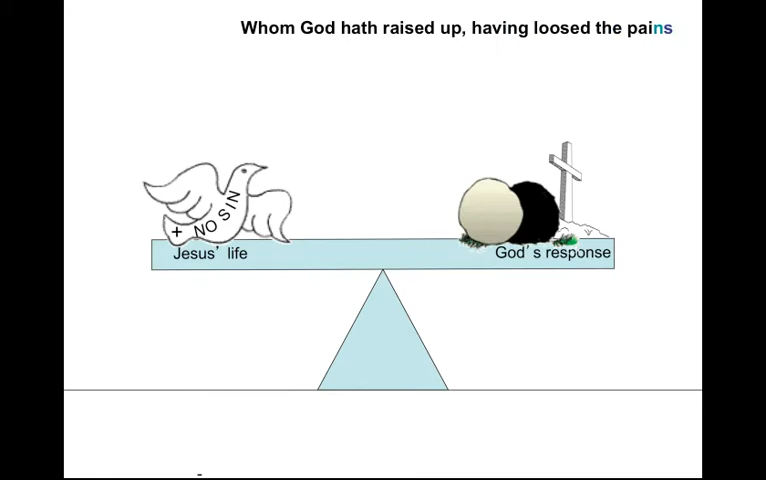 Whom God hath raised up, having loosed the pains
+ NO SIN
Jesus’ life
God’s response
-